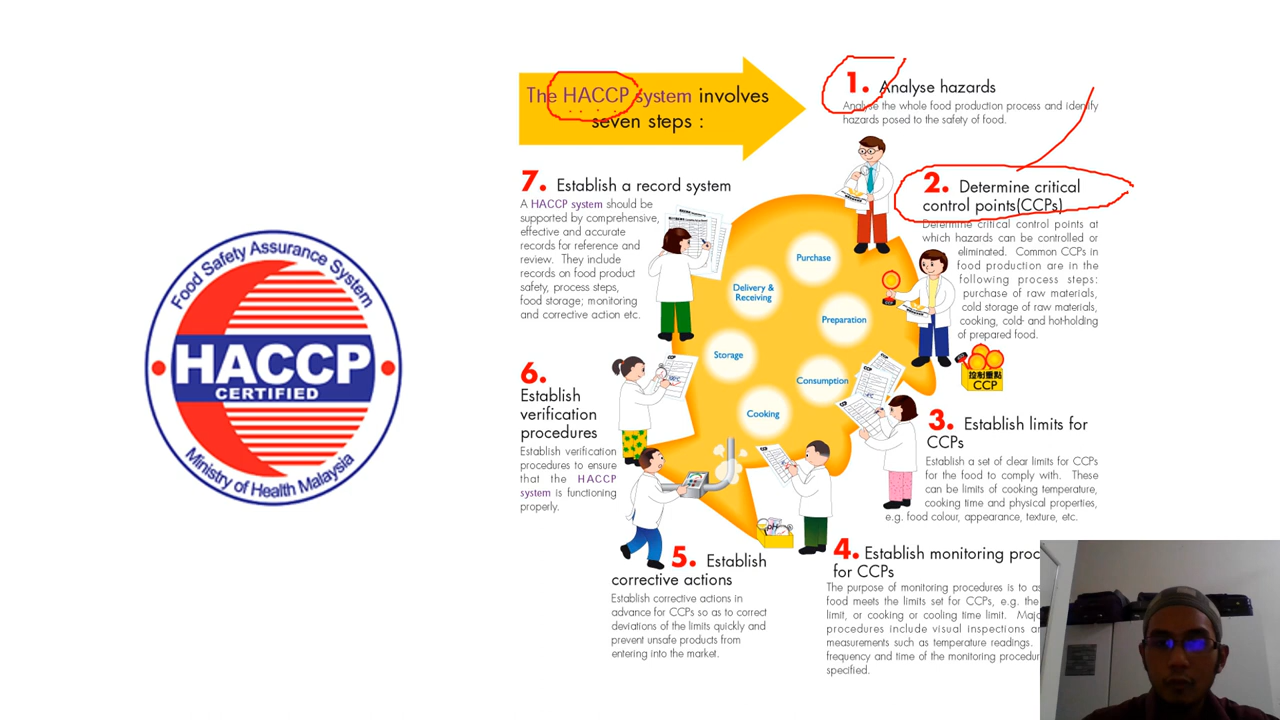 Food Safety Assurance System
HACCP
CERTIFIED
Ministry of Health Malaysia
The HACCP system involves
seven steps :
1. Analyse hazards
Analyse the whole food production process and identify
hazards posed to the safety of food.
2. Determine critical
control points(CCPs)
Determine critical control points at
which hazards can be controlled or
eliminated. Common CCPs in
food production are in the
following process steps:
purchase of raw materials,
cold storage of raw materials,
cooking, cold- and hot-holding
of prepared food.
控制重點
CCP
3. Establish limits for
CCPs
Establish a set of clear limits for CCPs
for the food to comply with. These
can be limits of cooking temperature,
cooking time and physical properties,
e.g. food colour, appearance, texture, etc.
4. Establish monitoring proc
for CCPs
The purpose of monitoring procedures is to as
food meets the limits set for CCPs, e.g. the
limit, or cooking or cooling time limit. Majo
procedures include visual inspections an
measurements such as temperature readings.
frequency and time of the monitoring procedur
specified.
5. Establish
corrective actions
Establish corrective actions in
advance for CCPs so as to correct
deviations of the limits quickly and
prevent unsafe products from
entering into the market.
6.
Establish
verification
procedures
Establish verification
procedures to ensure
that the HACCP
system is functioning
properly.
7. Establish a record system
A HACCP system should be
supported by comprehensive,
effective and accurate
records for reference and
review. They include
records on food product
safety, process steps,
food storage; monitoring
and corrective action etc.
Purchase
Delivery &
Receiving
Preparation
Storage
Consumption
Cooking
pH